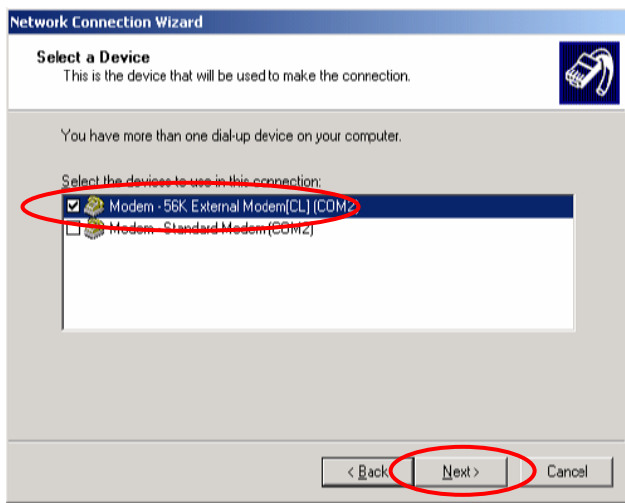 Network Connection Wizard
Select a Device
This is the device that will be used to make the connection.
You have more than one dial-up device on your computer.
Select the devices to use in this connection:
Modem - 56K External Modem[CL] (COM2
Modem - Standard Modem (COM2)
< Back
Next >
Cancel